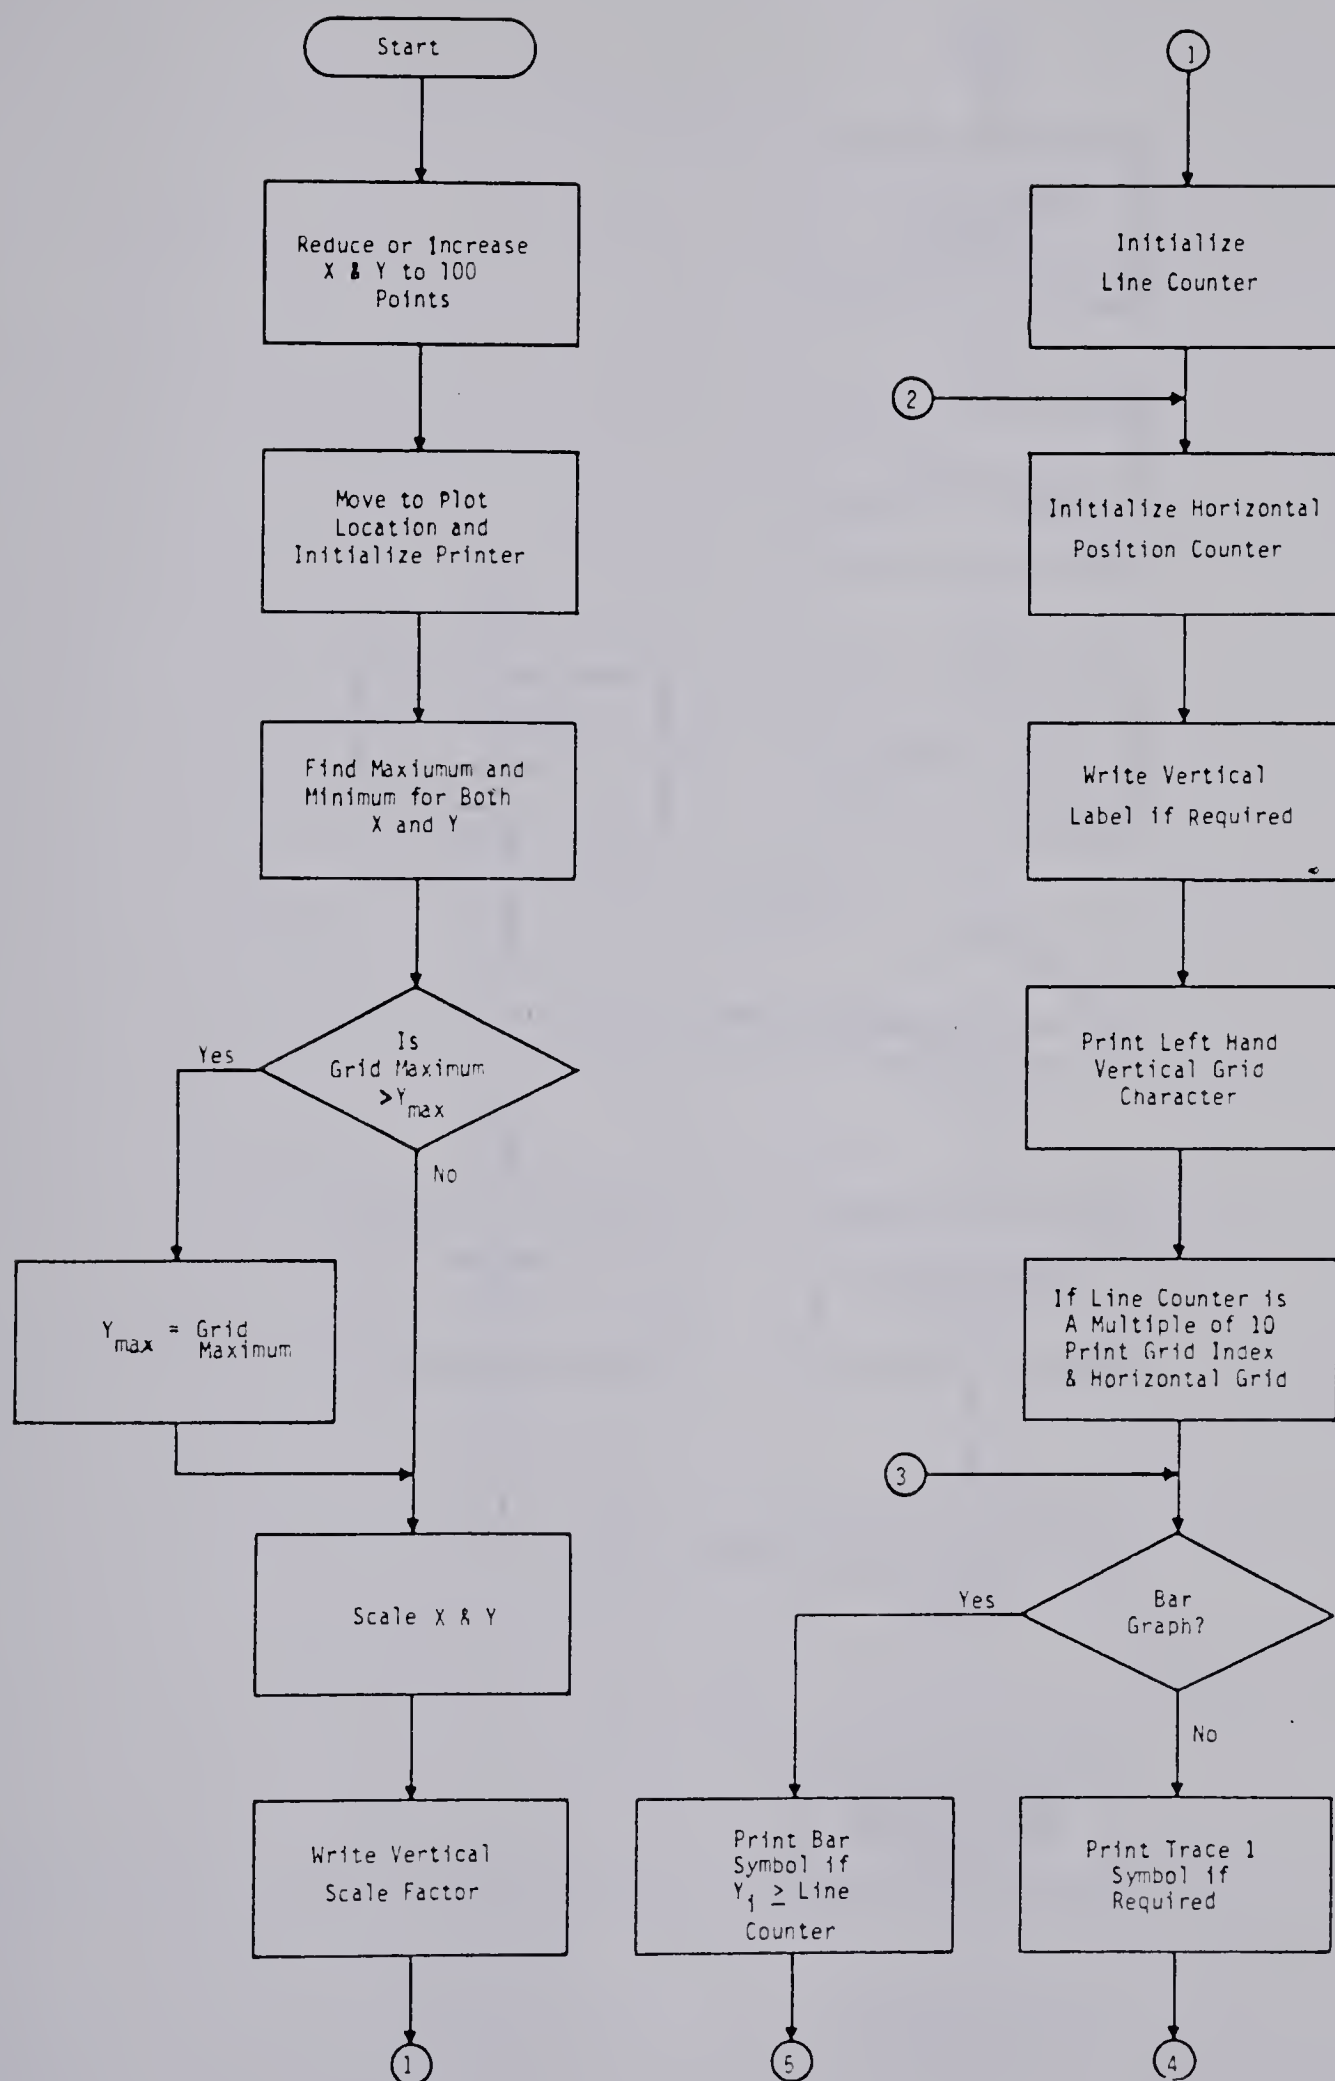 Start
Reduce or Increase
X & Y to 100
Points
Move to Plot
Location and
Initialize Printer
Find Maxiumum and
Minimum for Both
X and Y
Is
Grid Maximum
>Ymax
Yes
No
Ymax = Grid
Maximum
Scale X & Y
Write Vertical
Scale Factor
1
1
Initialize
Line Counter
2
Initialize Horizontal
Position Counter
Write Vertical
Label if Required
Print Left Hand
Vertical Grid
Character
If Line Counter is
A Multiple of 10
Print Grid Index
& Horizontal Grid
3
Bar
Graph?
Yes
No
Print Bar
Symbol if
Yi ≥ Line
Counter
5
Print Trace 1
Symbol if
Required
4